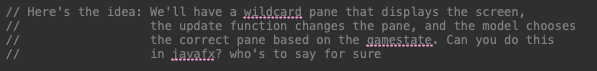 // Here's the idea: We'll have a wildcard pane that displays the screen,
//                  the update function changes the pane, and the model chooses
//                  the correct pane based on the gamestate. Can you do this
//                  in javafx? who's to say for sure